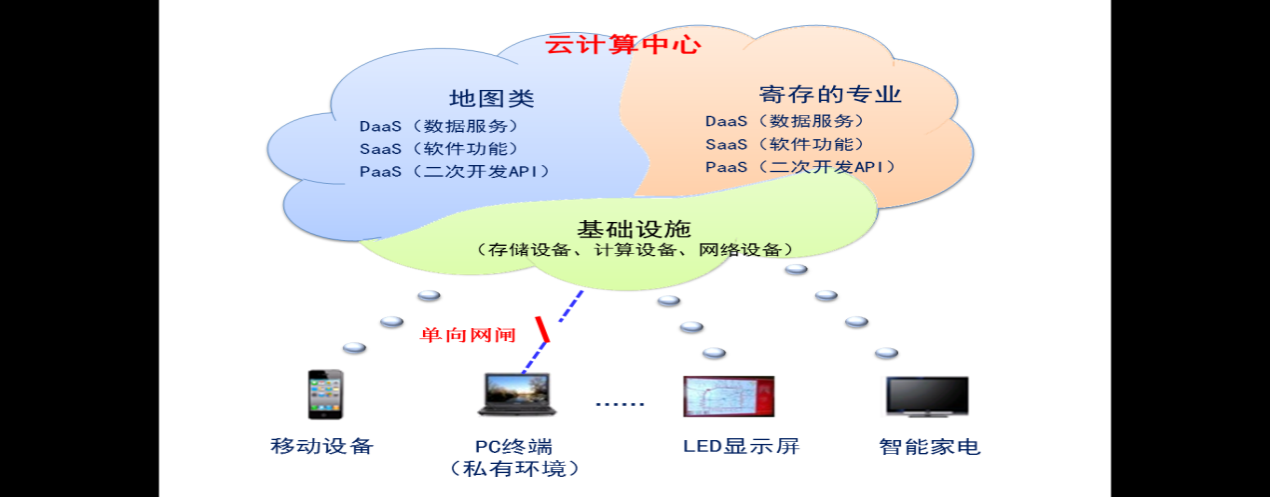 云计算中心
地图类
DaaS（数据服务）
SaaS（软件功能）
PaaS（二次开发API）
寄存的专业
DaaS（数据服务）
SaaS（软件功能）
PaaS（二次开发API）
基础设施
（存储设备、计算设备、网络设备）
单向网闸
......
移动设备
PC终端
（私有环境）
LED显示屏
智能家电